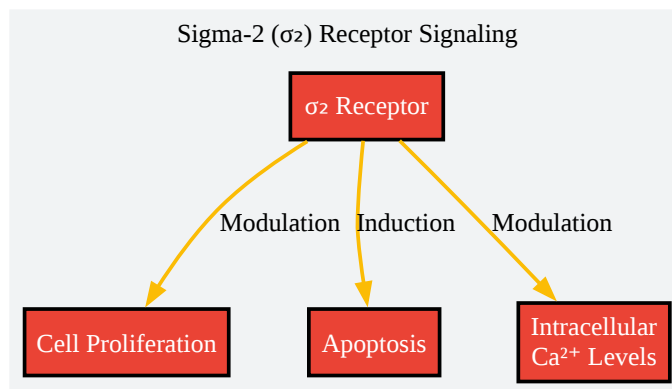 Sigma-2 (σ₂) Receptor Signaling
σ₂ Receptor
Modulation
Induction
Modulation
Cell Proliferation
Apoptosis
Intracellular
Ca²⁺ Levels